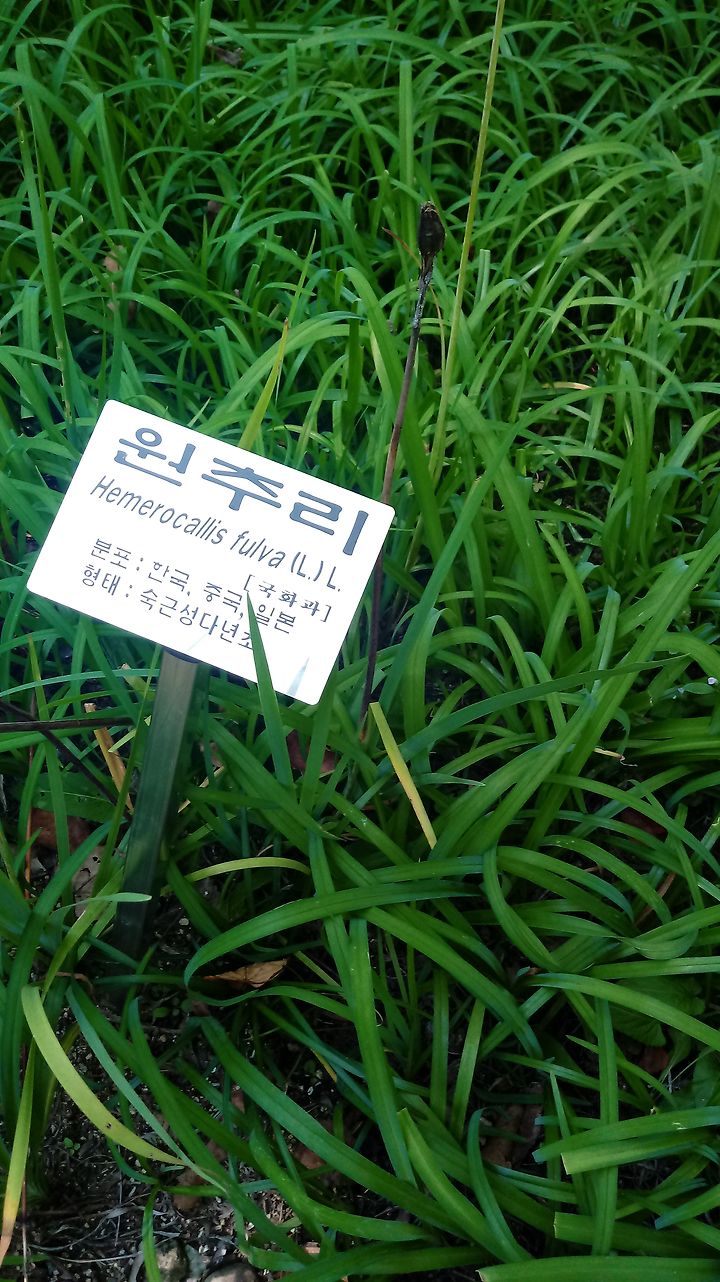 원추리
Hemerocallis fulva (L.) L.
[국화과]
분포 : 한국, 중국, 일본
형태 : 숙근성다년초